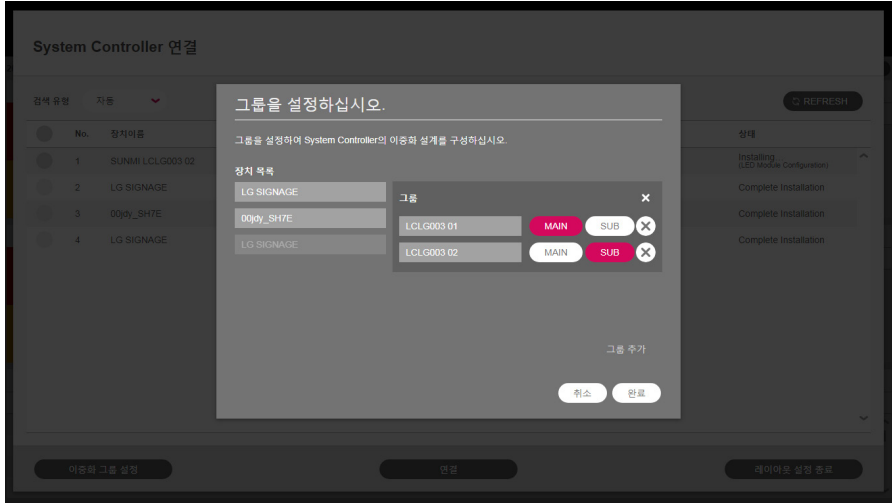 System Controller 연결
검색 유형 자동 REFRESH
No. 장치이름 상태
1 SUNMI LCLG003 02 Installing
(LED Module Configuration)
2 LG SIGNAGE Complete Installation
3 00jdy_SH7E Complete Installation
4 LG SIGNAGE Complete Installation
그룹을 설정하십시오.
그룹을 설정하여 System Controller의 이중화 설계를 구성하십시오.
장치 목록
LG SIGNAGE
00jdy_SH7E
LG SIGNAGE
그룹
LCLG003 01 MAIN SUB
LCLG003 02 MAIN SUB
그룹 추가
취소 완료
이중화 그룹 설정 연결 레이아웃 설정 종료